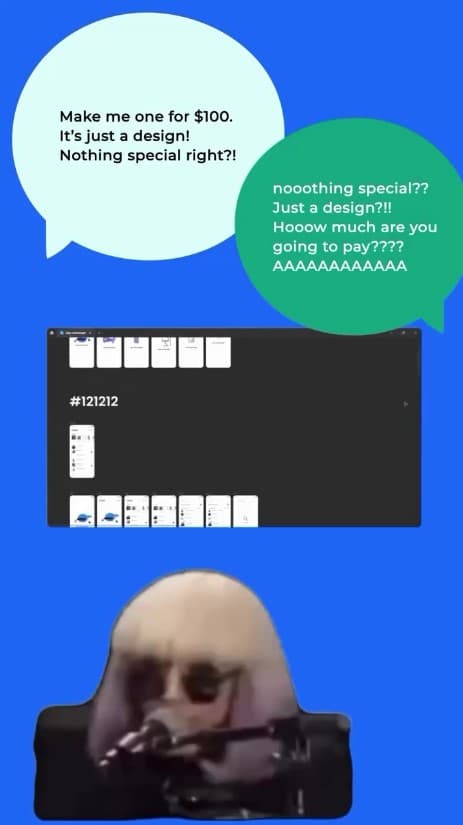 Make me one for $100.
It's just a design!
Nothing special right?!
nooothing special??
Just a design?!!
Hooow much are you
going to pay????
AAAAAAAAAAAA
#121212